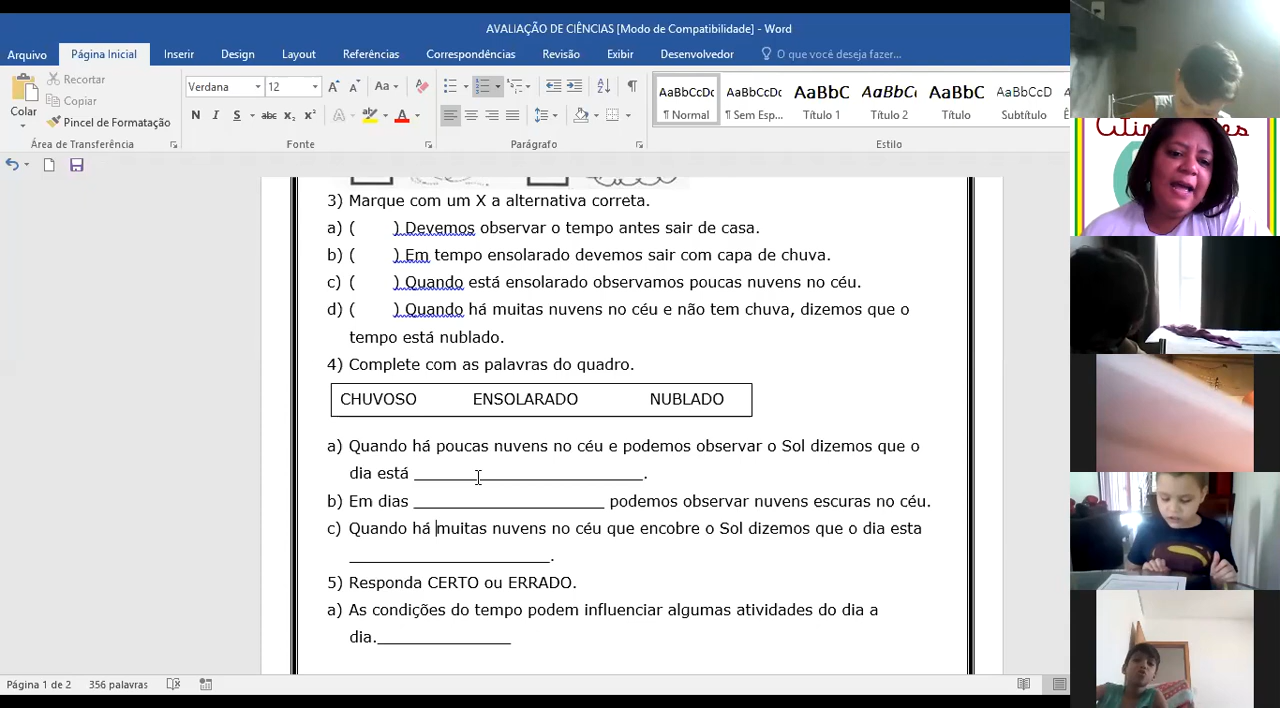 AVALIAÇÃO DE CIÊNCIAS [Modo de Compatibilidade] - Word
Arquivo Página Inicial Inserir Design Layout Referências Correspondências Revisão Exibir Desenvolvedor O que você deseja fazer...
Recortar
Copiar
Pincel de Formatação
Colar
Verdana 12
N I S abc x₂ x²
Aa
AaBbCcDc AaBbCcDc AaBbC AaBbCc AaBbC AaBbCcD
¶ Normal ¶ Sem Esp... Título 1 Título 2 Título Subtítulo
Área de Transferência Fonte Parágrafo Estilo
3) Marque com um X a alternativa correta.
a) ( ) Devemos observar o tempo antes sair de casa.
b) ( ) Em tempo ensolarado devemos sair com capa de chuva.
c) ( ) Quando está ensolarado observamos poucas nuvens no céu.
d) ( ) Quando há muitas nuvens no céu e não tem chuva, dizemos que o
tempo está nublado.
4) Complete com as palavras do quadro.
CHUVOSO ENSOLARADO NUBLADO
a) Quando há poucas nuvens no céu e podemos observar o Sol dizemos que o
dia está _________________________.
b) Em dias _____________________ podemos observar nuvens escuras no céu.
c) Quando há muitas nuvens no céu que encobre o Sol dizemos que o dia esta
______________________.
5) Responda CERTO ou ERRADO.
a) As condições do tempo podem influenciar algumas atividades do dia a
dia._______________
Página 1 de 2 356 palavras